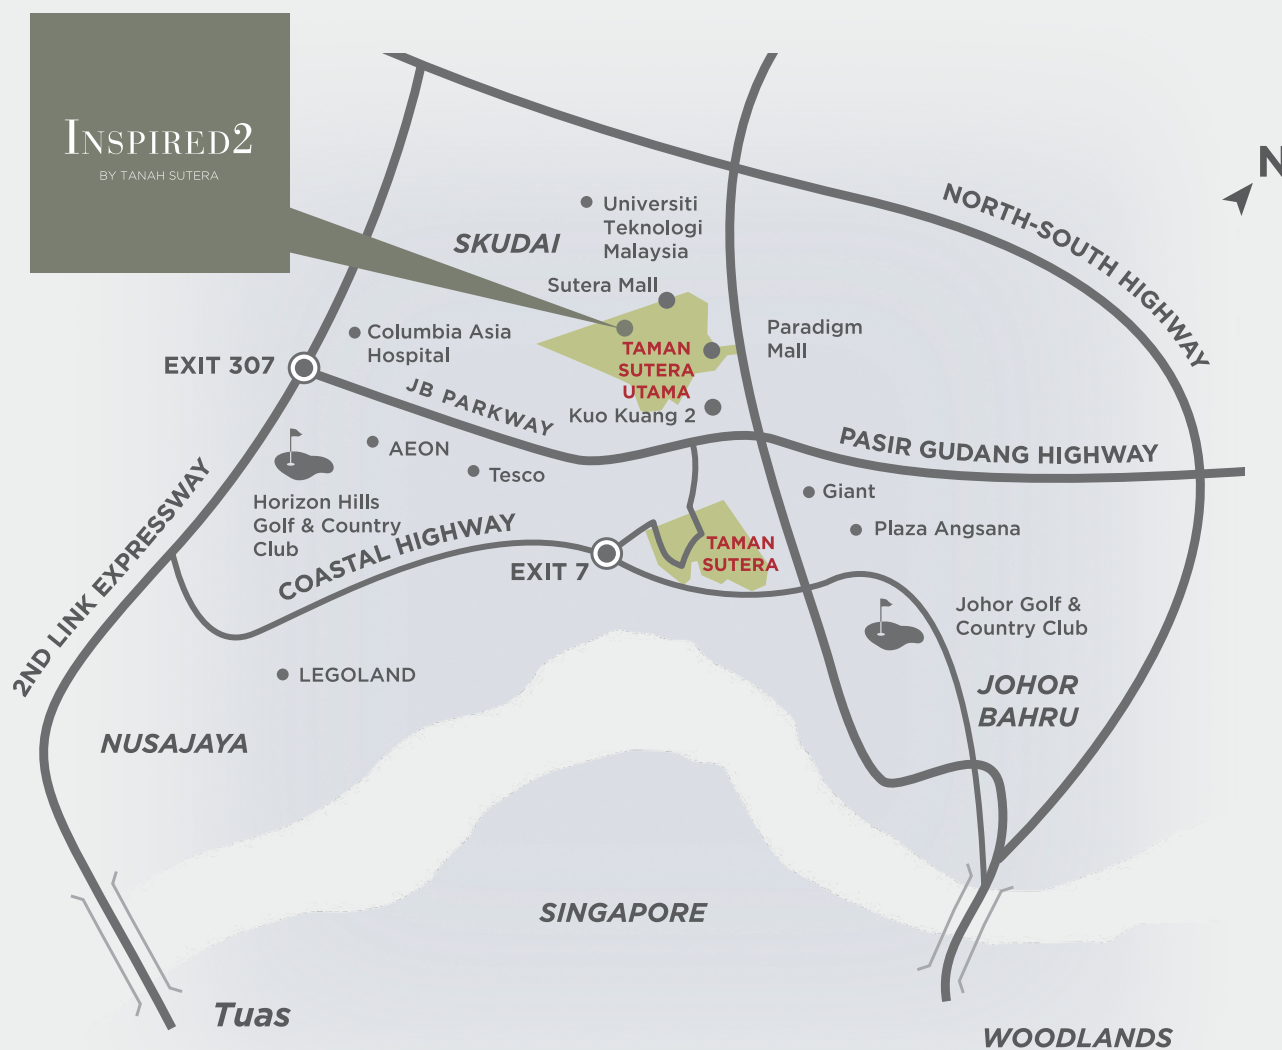 INSPIRED2
BY TANAH SUTERA
N
NORTH-SOUTH HIGHWAY
SKUDAI
Universiti
Teknologi
Malaysia
Sutera Mall
Columbia Asia
Hospital
Paradigm
Mall
TAMAN
SUTERA
UTAMA
EXIT 307
JB PARKWAY
Kuo Kuang 2
PASIR GUDANG HIGHWAY
AEON
Tesco
Giant
Horizon Hills
Golf & Country
Club
Plaza Angsana
2ND LINK EXPRESSWAY
COASTAL HIGHWAY
EXIT 7
TAMAN
SUTERA
Johor Golf &
Country Club
LEGOLAND
JOHOR
BAHRU
NUSAJAYA
SINGAPORE
Tuas
WOODLANDS